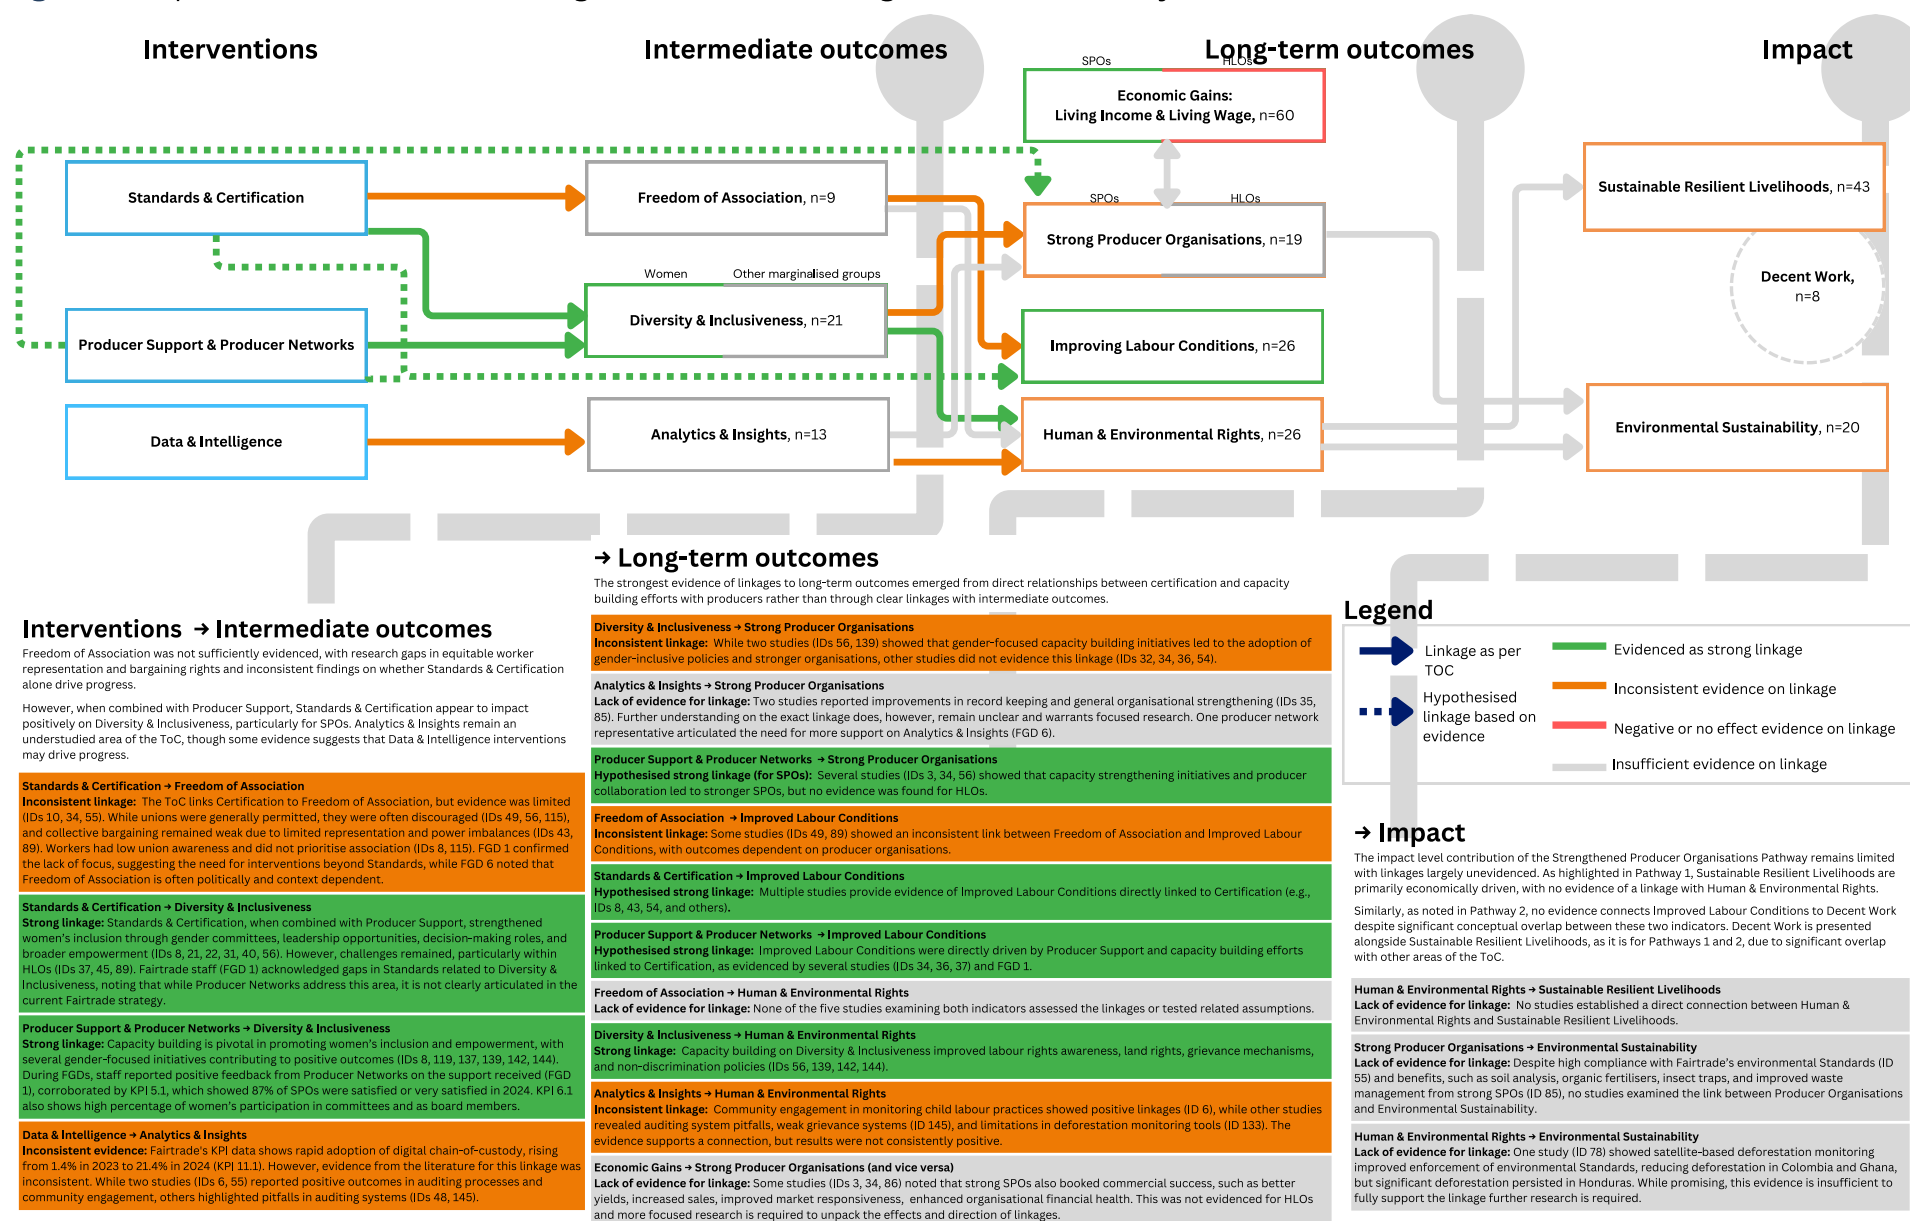 Interventions
Intermediate outcomes
Long-term outcomes
Impact
SPOs
HLOs
Economic Gains:
Living Income & Living Wage, n=60
Standards & Certification
Freedom of Association, n=9
SPOs
HLOs
Strong Producer Organisations, n=19
Sustainable Resilient Livelihoods, n=43
Women
Other marginalised groups
Diversity & Inclusiveness, n=21
Decent Work,
n=8
Producer Support & Producer Networks
Improving Labour Conditions, n=26
Data & Intelligence
Analytics & Insights, n=13
Human & Environmental Rights, n=26
Environmental Sustainability, n=20
Interventions → Intermediate outcomes
Freedom of Association was not sufficiently evidenced, with research gaps in equitable worker
representation and bargaining rights and inconsistent findings on whether Standards & Certification
alone drive progress.
However, when combined with Producer Support, Standards & Certification appear to impact
positively on Diversity & Inclusiveness, particularly for SPOs. Analytics & Insights remain an
understudied area of the ToC, though some evidence suggests that Data & Intelligence interventions
may drive progress.
Standards & Certification → Freedom of Association
Inconsistent linkage: The ToC links Certification to Freedom of Association, but evidence was limited
(IDs 10, 34, 55). While unions were generally permitted, they were often discouraged (IDs 49, 56, 115),
and collective bargaining remained weak due to limited representation and power imbalances (IDs 43,
89). Workers had low union awareness and did not prioritise association (IDs 8, 115). FGD 1 confirmed
the lack of focus, suggesting the need for interventions beyond Standards, while FGD 6 noted that
Freedom of Association is often politically and context dependent.
Standards & Certification → Diversity & Inclusiveness
Strong linkage: Standards & Certification, when combined with Producer Support, strengthened
women's inclusion through gender committees, leadership opportunities, decision-making roles, and
broader empowerment (IDs 8, 21, 22, 31, 40, 56). However, challenges remained, particularly within
HLOs (IDs 37, 45, 89). Fairtrade staff (FGD 1) acknowledged gaps in Standards related to Diversity &
Inclusiveness, noting that while Producer Networks address this area, it is not clearly articulated in the
current Fairtrade strategy.
Producer Support & Producer Networks → Diversity & Inclusiveness
Strong linkage: Capacity building is pivotal in promoting women's inclusion and empowerment, with
several gender-focused initiatives contributing to positive outcomes (IDs 8, 119, 137, 139, 142, 144).
During FGDs, staff reported positive feedback from Producer Networks on the support received (FGD
1), corroborated by KPI 5.1, which showed 87% of SPOs were satisfied or very satisfied in 2024. KPI 6.1
also shows high percentage of women's participation in committees and as board members.
Data & Intelligence → Analytics & Insights
Inconsistent evidence: Fairtrade's KPI data shows rapid adoption of digital chain-of-custody, rising
from 1.4% in 2023 to 21.4% in 2024 (KPI 11.1). However, evidence from the literature for this linkage was
inconsistent. While two studies (IDs 6, 55) reported positive outcomes in auditing processes and
community engagement, others highlighted pitfalls in auditing systems (IDs 48, 145).
→ Long-term outcomes
The strongest evidence of linkages to long-term outcomes emerged from direct relationships between certification and capacity
building efforts with producers rather than through clear linkages with intermediate outcomes.
Diversity & Inclusiveness → Strong Producer Organisations
Inconsistent linkage: While two studies (IDs 56, 139) showed that gender-focused capacity building initiatives led to the adoption of
gender-inclusive policies and stronger organisations, other studies did not evidence this linkage (IDs 32, 34, 36, 54).
Analytics & Insights → Strong Producer Organisations
Lack of evidence for linkage: Two studies reported improvements in record keeping and general organisational strengthening (IDs 35,
85). Further understanding on the exact linkage does, however, remain unclear and warrants focused research. One producer network
representative articulated the need for more support on Analytics & Insights (FGD 6).
Producer Support & Producer Networks → Strong Producer Organisations
Hypothesised strong linkage (for SPOs): Several studies (IDs 3, 34, 56) showed that capacity strengthening initiatives and producer
collaboration led to stronger SPOs, but no evidence was found for HLOs.
Freedom of Association → Improved Labour Conditions
Inconsistent linkage: Some studies (IDs 49, 89) showed an inconsistent link between Freedom of Association and Improved Labour
Conditions, with outcomes dependent on producer organisations.
Standards & Certification → Improved Labour Conditions
Hypothesised strong linkage: Multiple studies provide evidence of Improved Labour Conditions directly linked to Certification (e.g.,
IDs 8, 43, 54, and others).
Producer Support & Producer Networks → Improved Labour Conditions
Hypothesised strong linkage: Improved Labour Conditions were directly driven by Producer Support and capacity building efforts
linked to Certification, as evidenced by several studies (IDs 34, 36, 37) and FGD 1.
Freedom of Association → Human & Environmental Rights
Lack of evidence for linkage: None of the five studies examining both indicators assessed the linkages or tested related assumptions.
Diversity & Inclusiveness → Human & Environmental Rights
Strong linkage: Capacity building on Diversity & Inclusiveness improved labour rights awareness, land rights, grievance mechanisms,
and non-discrimination policies (IDs 56, 139, 142, 144).
Analytics & Insights → Human & Environmental Rights
Inconsistent linkage: Community engagement in monitoring child labour practices showed positive linkages (ID 6), while other studies
revealed auditing system pitfalls, weak grievance systems (ID 145), and limitations in deforestation monitoring tools (ID 133). The
evidence supports a connection, but results were not consistently positive.
Economic Gains → Strong Producer Organisations (and vice versa)
Lack of evidence for linkage: Some studies (IDs 3, 34, 86) noted that strong SPOs also booked commercial success, such as better
yields, increased sales, improved market responsiveness, enhanced organisational financial health. This was not evidenced for HLOs
and more focused research is required to unpack the effects and direction of linkages.
Legend
Linkage as per
TOC
Hypothesised
linkage based on
evidence
Evidenced as strong linkage
Inconsistent evidence on linkage
Negative or no effect evidence on linkage
Insufficient evidence on linkage
→ Impact
The impact level contribution of the Strengthened Producer Organisations Pathway remains limited
with linkages largely unevidenced. As highlighted in Pathway 1, Sustainable Resilient Livelihoods are
primarily economically driven, with no evidence of a linkage with Human & Environmental Rights.
Similarly, as noted in Pathway 2, no evidence connects Improved Labour Conditions to Decent Work
despite significant conceptual overlap between these two indicators. Decent Work is presented
alongside Sustainable Resilient Livelihoods, as it is for Pathways 1 and 2, due to significant overlap
with other areas of the ToC.
Human & Environmental Rights → Sustainable Resilient Livelihoods
Lack of evidence for linkage: No studies established a direct connection between Human &
Environmental Rights and Sustainable Resilient Livelihoods.
Strong Producer Organisations → Environmental Sustainability
Lack of evidence for linkage: Despite high compliance with Fairtrade's environmental Standards (ID
55) and benefits, such as soil analysis, organic fertilisers, insect traps, and improved waste
management from strong SPOs (ID 85), no studies examined the link between Producer Organisations
and Environmental Sustainability.
Human & Environmental Rights → Environmental Sustainability
Lack of evidence for linkage: One study (ID 78) showed satellite-based deforestation monitoring
improved enforcement of environmental Standards, reducing deforestation in Colombia and Ghana,
but significant deforestation persisted in Honduras. While promising, this evidence is insufficient to
fully support the linkage further research is required.